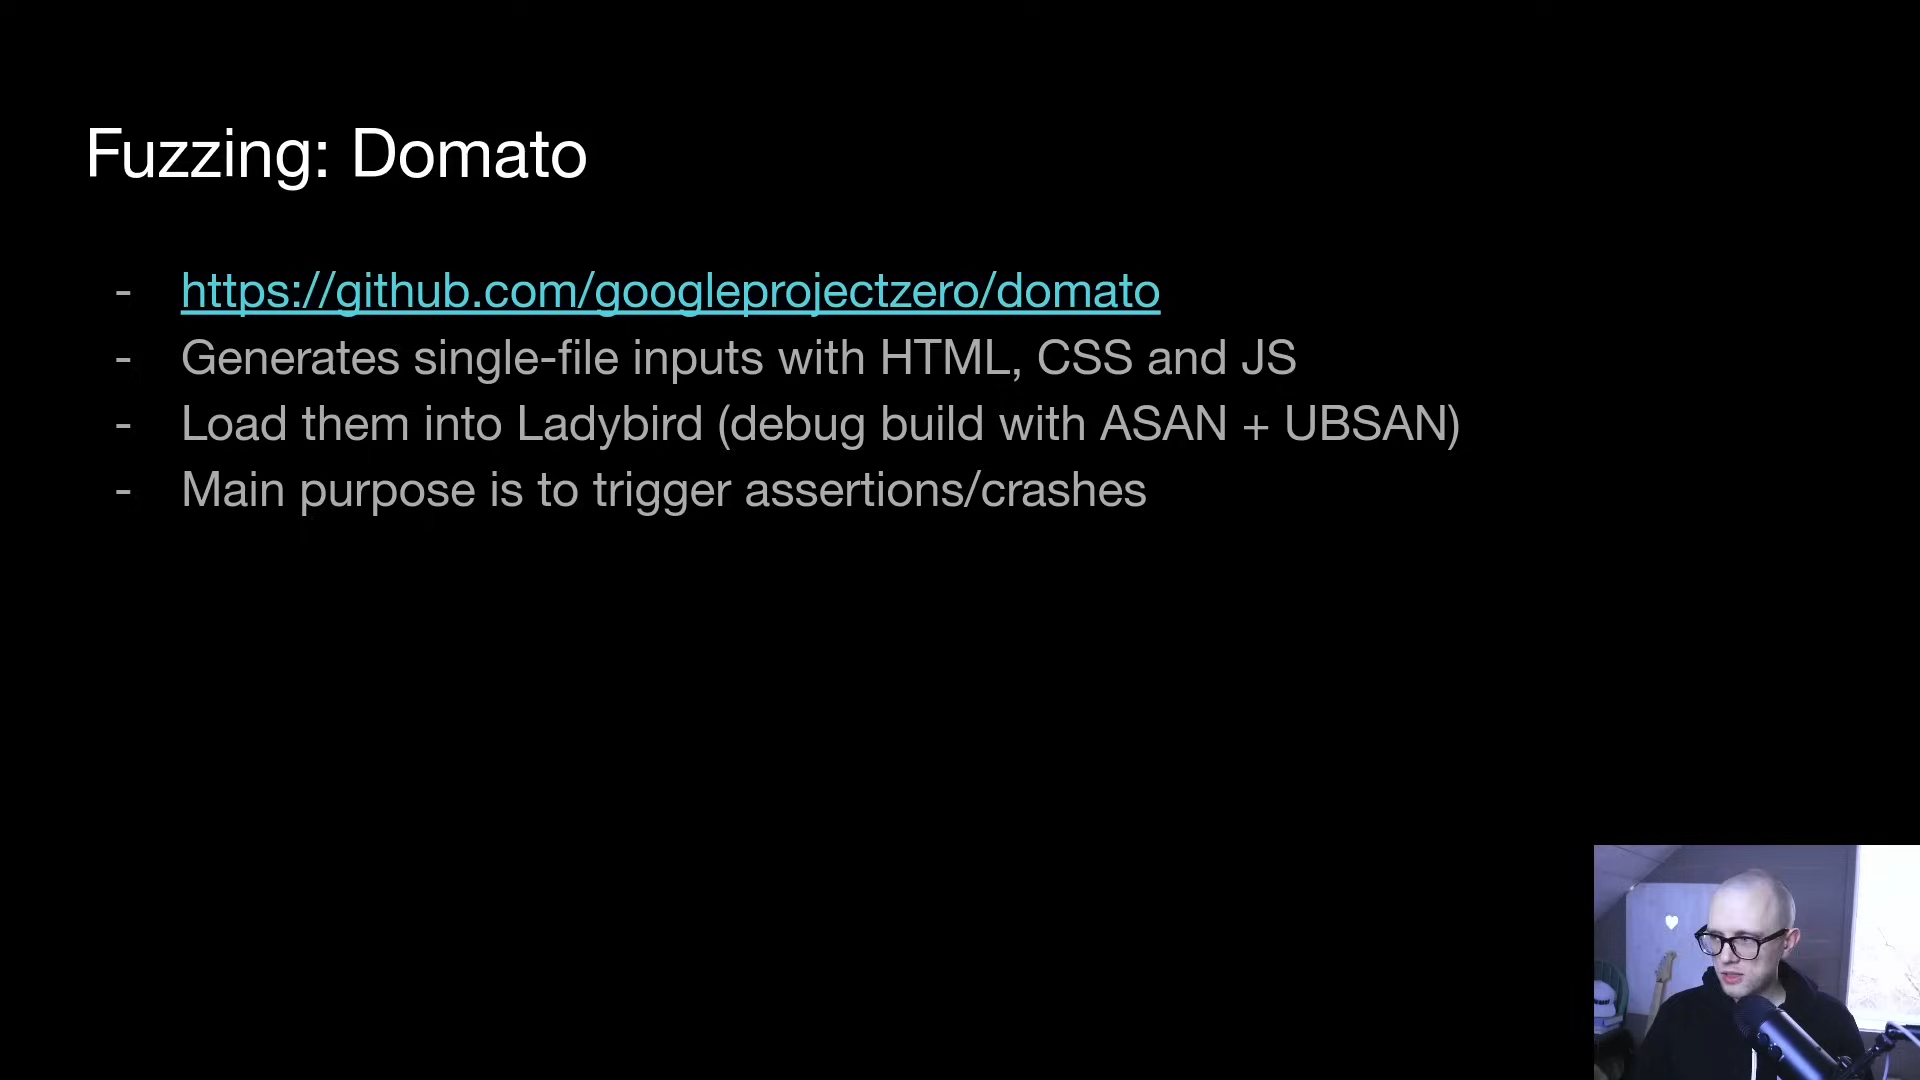 Fuzzing: Domato
- https://github.com/googleprojectzero/domato
- Generates single-file inputs with HTML, CSS and JS
- Load them into Ladybird (debug build with ASAN + UBSAN)
- Main purpose is to trigger assertions/crashes